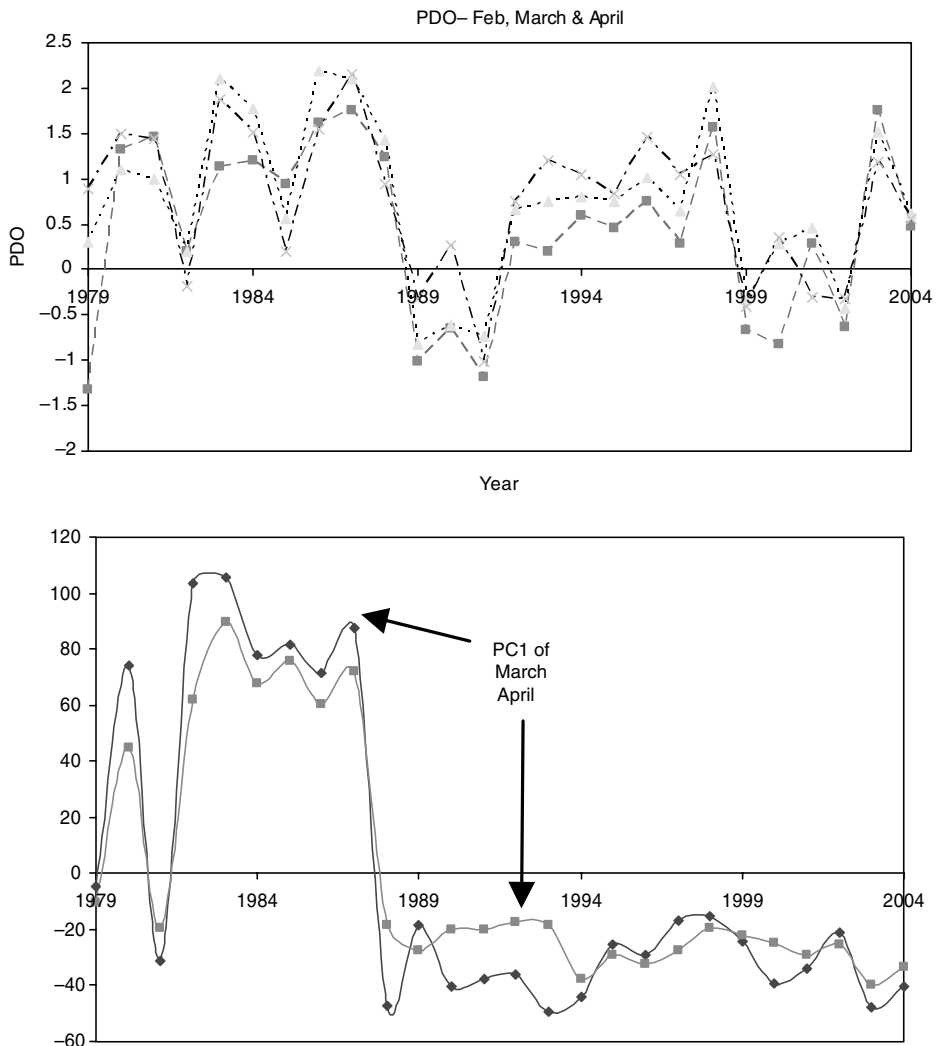 PDO– Feb, March & April
2.5
2
1.5
1
0.5
0
–0.5
–1
–1.5
–2
PDO
1979 1984 1989 1994 1999 2004
Year
120
100
80
60
40
20
0
–20
–40
–60
1979 1984 1989 1994 1999 2004
PC1 of
March
April